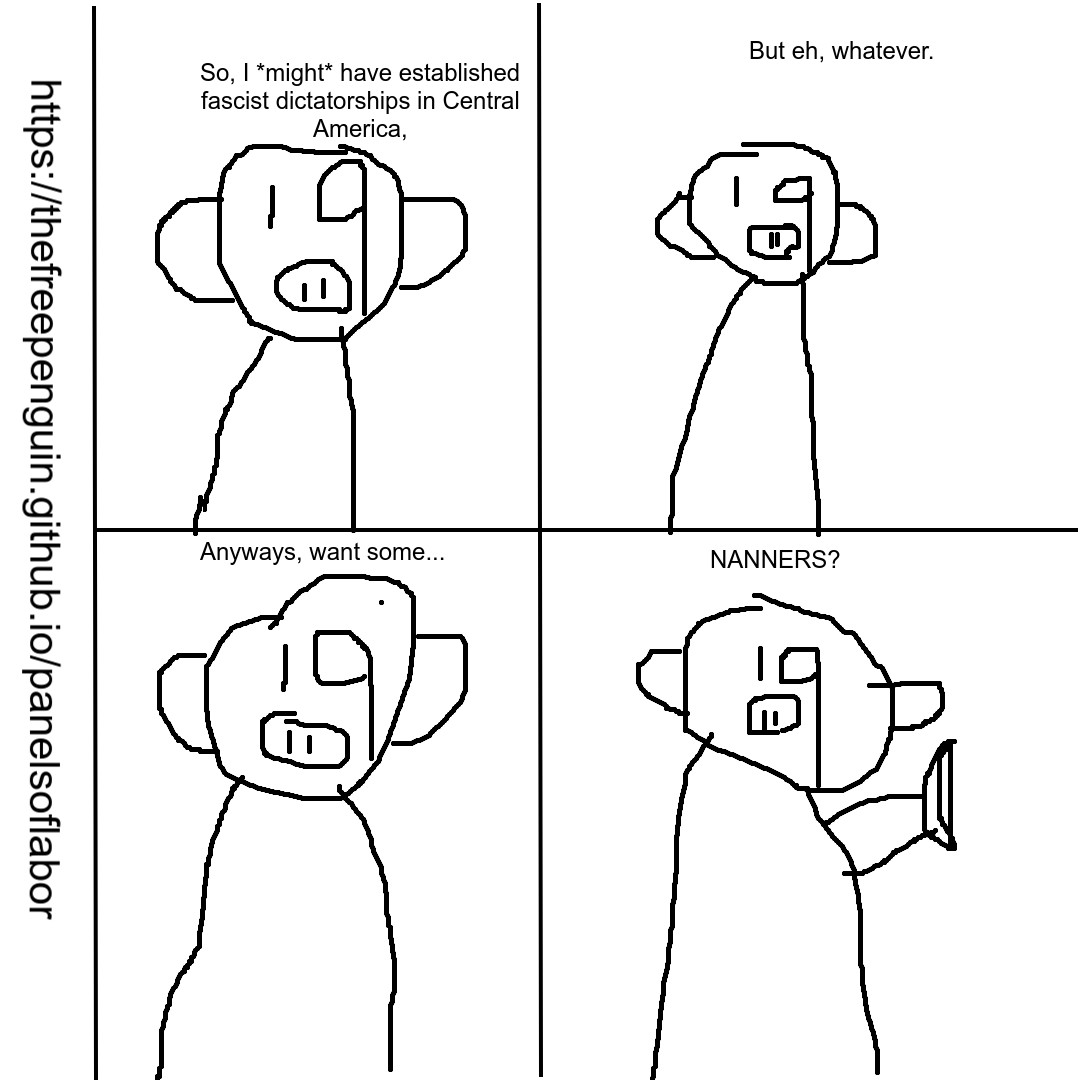 https://thefreepenguin.github.io/panelsoflabor
So, I *might* have established
fascist dictatorships in Central
America,
But eh, whatever.
Anyways, want some...
NANNERS?